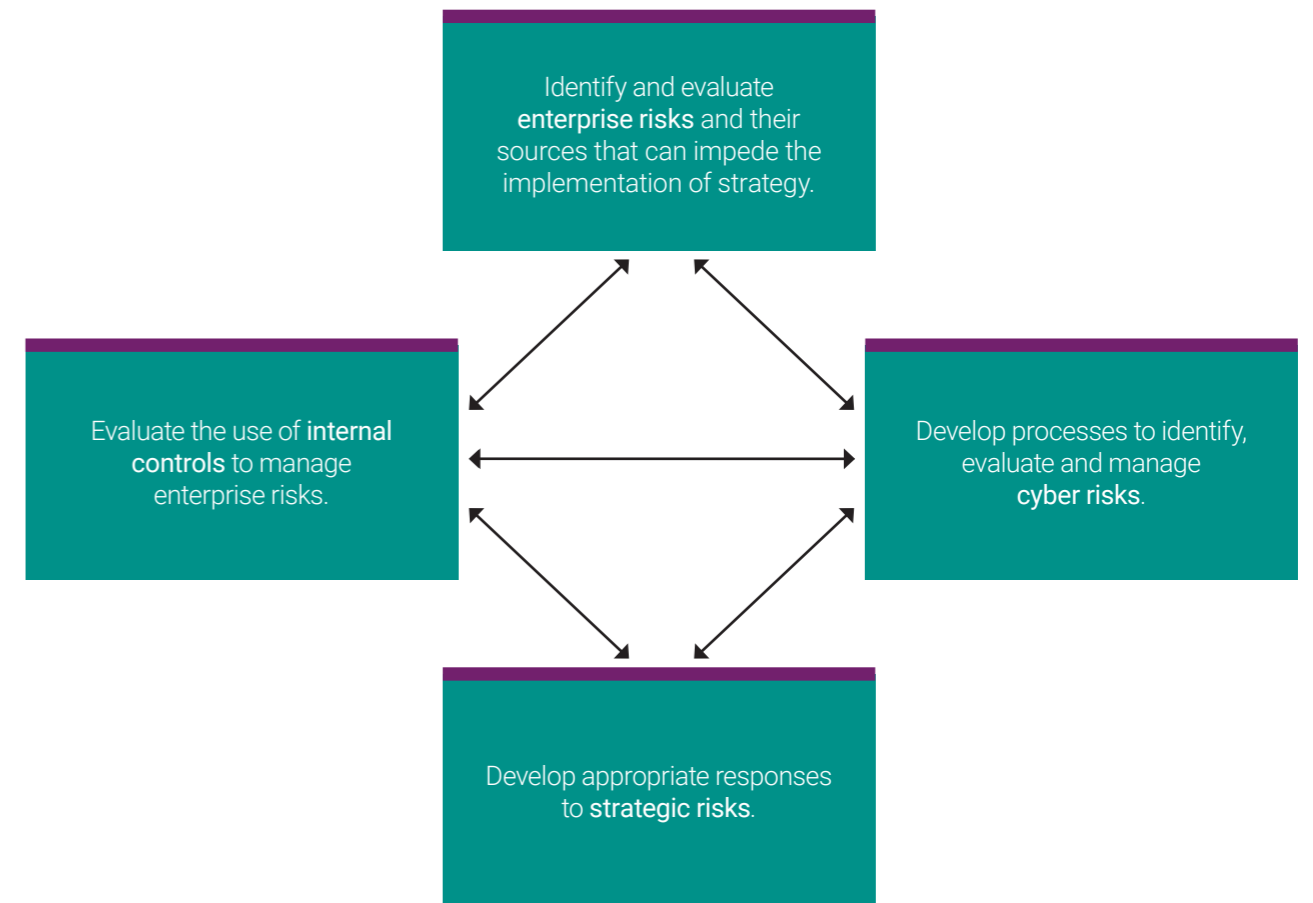 Identify and evaluate
enterprise risks and their
sources that can impede the
implementation of strategy.
Evaluate the use of internal
controls to manage
enterprise risks.
Develop processes to identify,
evaluate and manage
cyber risks.
Develop appropriate responses
to strategic risks.